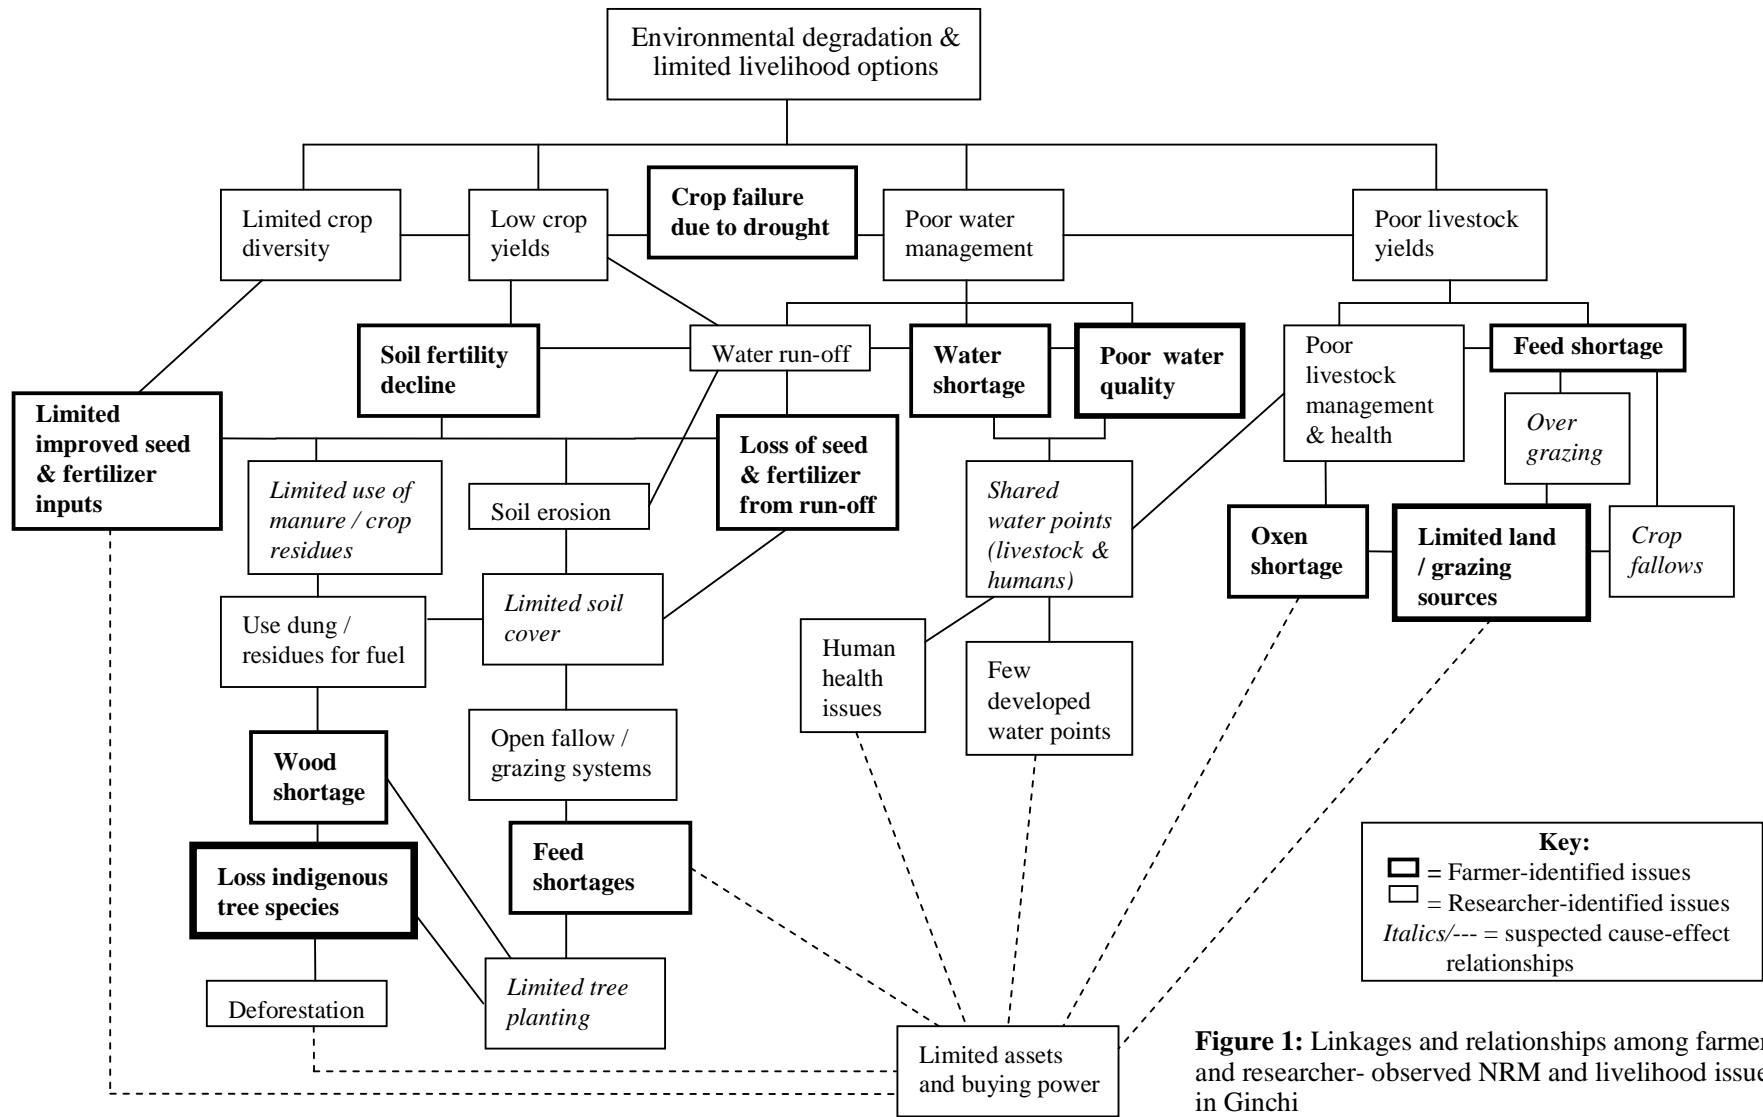 Environmental degradation &
limited livelihood options
Limited crop
diversity
Low crop
yields
Crop failure
due to drought
Poor water
management
Poor livestock
yields
Soil fertility
decline
Water run-off
Water
shortage
Poor water
quality
Poor
livestock
management
& health
Feed shortage
Limited
improved seed
& fertilizer
inputs
Limited use of
manure / crop
residues
Soil erosion
Loss of seed
& fertilizer
from run-off
Shared
water points
(livestock &
humans)
Over
grazing
Oxen
shortage
Limited land
/ grazing
sources
Crop
fallows
Use dung /
residues for fuel
Limited soil
cover
Human
health
issues
Few
developed
water points
Wood
shortage
Open fallow /
grazing systems
Loss indigenous
tree species
Feed
shortages
Deforestation
Limited tree
planting
Limited assets
and buying power
Key:
= Farmer-identified issues
= Researcher-identified issues
Italics/--- = suspected cause-effect
relationships
Figure 1: Linkages and relationships among farmer
and researcher- observed NRM and livelihood issue
in Ginchi